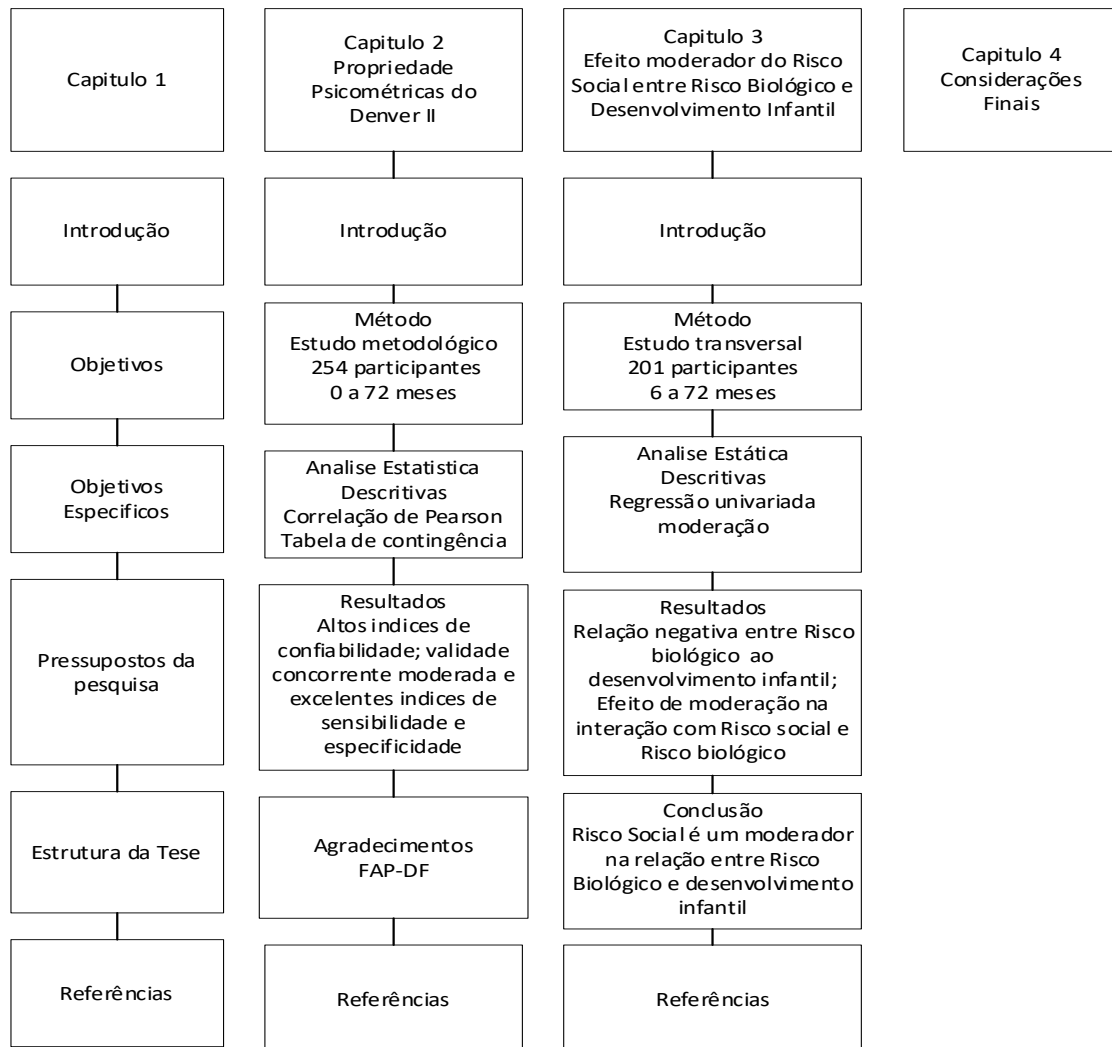 Capitulo 1
Introdução
Objetivos
Objetivos
Especificos
Pressupostos da
pesquisa
Estrutura da Tese
Referências
Capitulo 2
Propriedade
Psicométricas do
Denver II
Introdução
Método
Estudo metodológico
254 participantes
0 a 72 meses
Analise Estatistica
Descritivas
Correlação de Pearson
Tabela de contingência
Resultados
Altos indices de
confiabilidade; validade
concorrente moderada e
excelentes indices de
sensibilidade e
especificidade
Agradecimentos
FAP-DF
Referências
Capitulo 3
Efeito moderador do Risco
Social entre Risco Biológico e
Desenvolvimento Infantil
Introdução
Método
Estudo transversal
201 participantes
6 a 72 meses
Analise Estática
Descritivas
Regressão univariada
moderação
Resultados
Relação negativa entre Risco
biológico ao
desenvolvimento infantil;
Efeito de moderação na
interação com Risco social e
Risco biológico
Conclusão
Risco Social é um moderador
na relação entre Risco
Biológico e desenvolvimento
infantil
Referências
Capitulo 4
Considerações
Finais